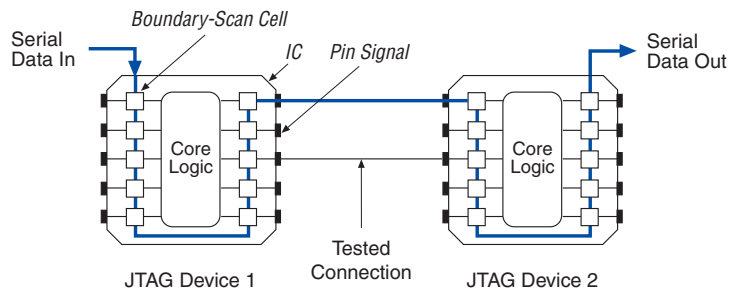 Boundary-Scan Cell
Serial
Data In
IC
Pin Signal
Serial
Data Out
Core
Logic
Core
Logic
Tested
Connection
JTAG Device 1
JTAG Device 2